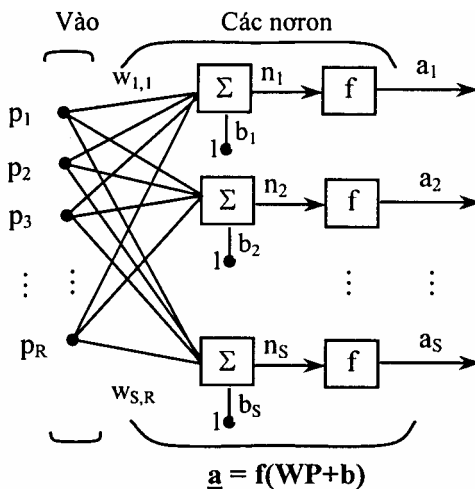 Vào Các nơron
w1,1
p1 Σ n1 f a1
1 b1
p2
Σ n2 f a2
p3
1 b2
pR Σ nS f aS
wS,R
1 bS
a = f(WP+b)